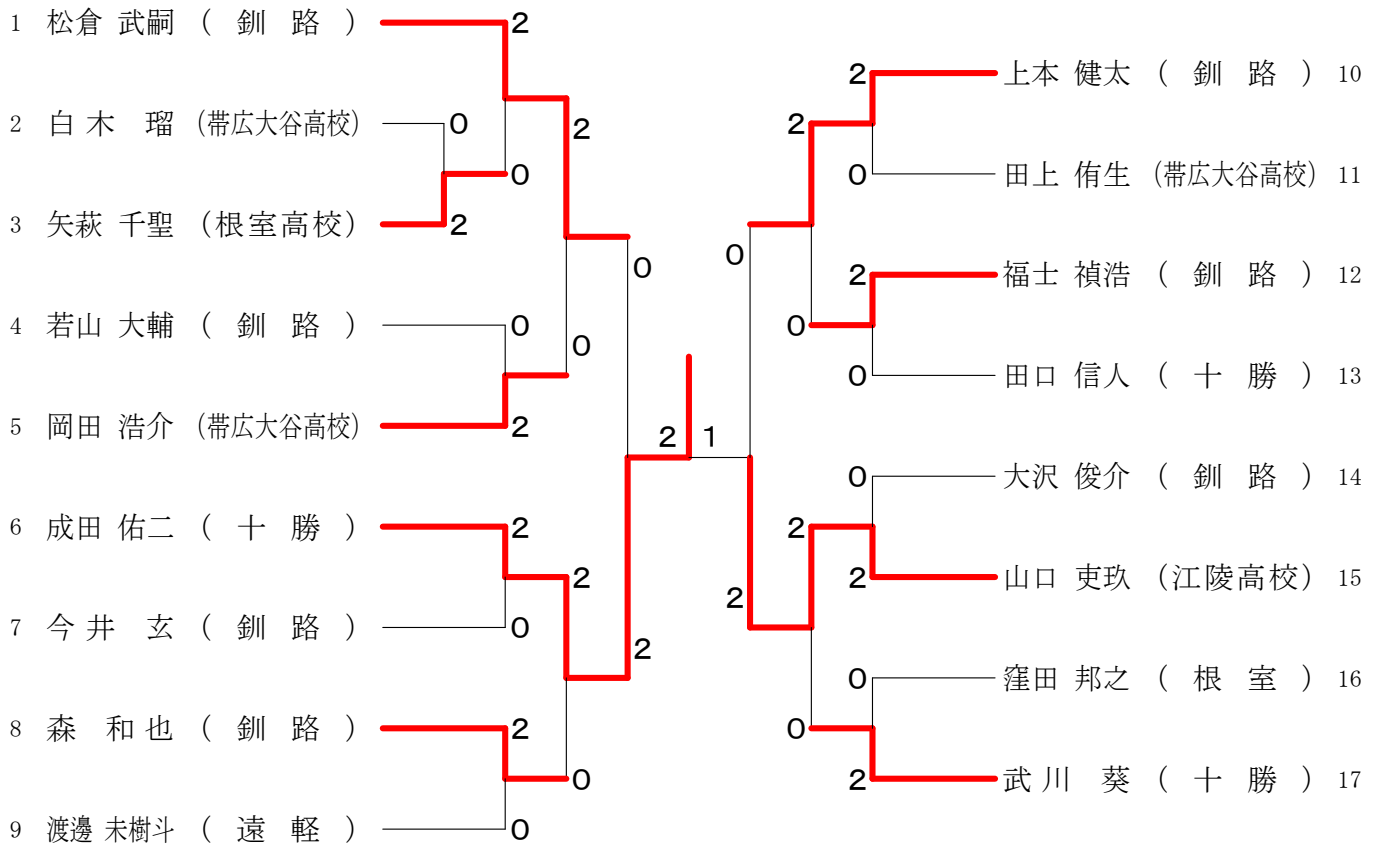 1 松倉 武嗣 ( 釧 路 ) 2
2 白 木 瑠 (帯広大谷高校) 0
2
0
3 矢萩 千聖 (根室高校) 2
0
4 若山 大輔 ( 釧 路 ) 0
0
5 岡田 浩介 (帯広大谷高校) 2
2
6 成田 佑二 ( 十 勝 ) 2
2
7 今 井 玄 ( 釧 路 ) 0
2
8 森 和 也 ( 釧 路 ) 2
0
9 渡邊 未樹斗 ( 遠 軽 ) 0
2 上本 健太 ( 釧 路 ) 10
2
0 田上 侑生 (帯広大谷高校) 11
0
2 福士 禎浩 ( 釧 路 ) 12
0
0 田口 信人 ( 十 勝 ) 13
1
0 大沢 俊介 ( 釧 路 ) 14
2
2 山口 吏玖 (江陵高校) 15
2
0 窪田 邦之 ( 根 室 ) 16
0
2 武 川 葵 ( 十 勝 ) 17